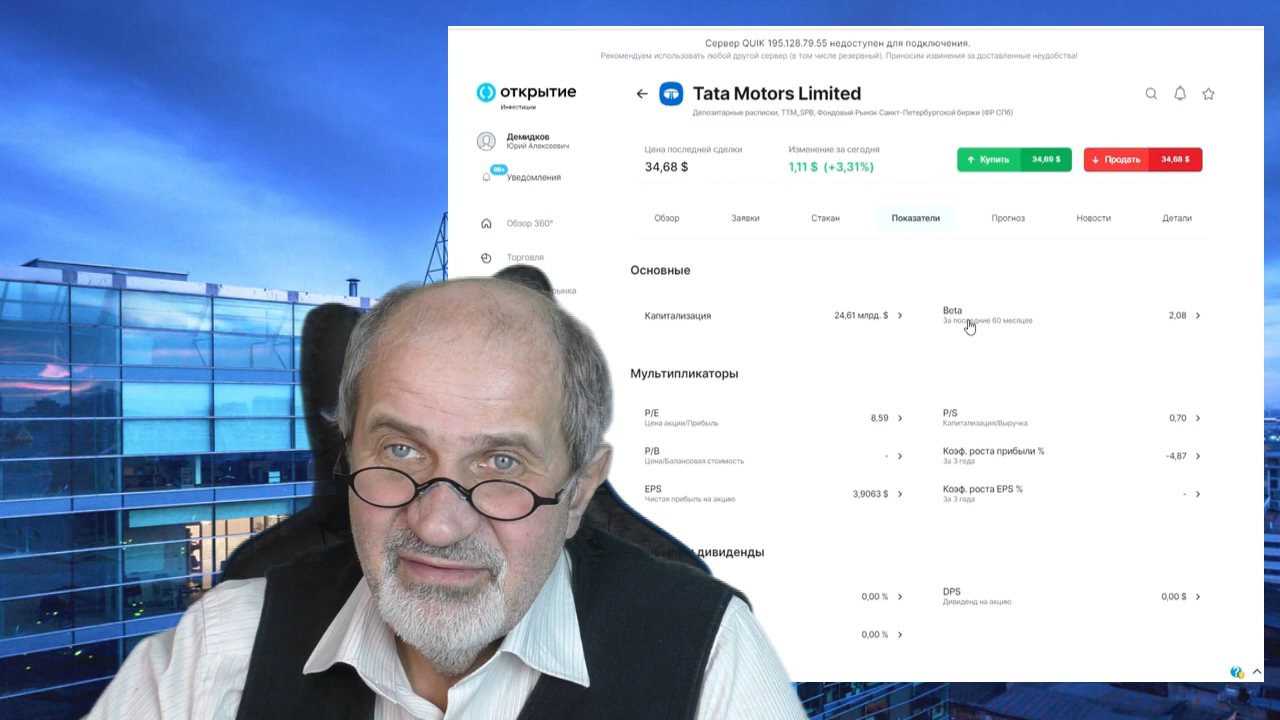 Сервер QUIK 195.128.79.55 недоступен для подключения.
Рекомендуем использовать любой другой сервер (в том числе резервный). Приносим извинения за доставленные неудобства!
открытие
Инвестиции
Tata Motors Limited
Депозитарные расписки, TTM_SPB, Фондовый Рынок Санкт-Петербургской биржи (ФР СПб)
Демидков
Юрий Алексеевич
99+
Уведомления
Обзор 360°
Торговля
рынка
Цена последней сделки
34,68 $
Изменение за сегодня
1,11 $ (+3,31%)
Купить 34,69 $
Продать 34,68 $
Обзор Заявки Стакан Показатели Прогноз Новости Детали
Основные
Капитализация 24,61 млрд. $
Beta 2,08
За последние 60 месяцев
Мультипликаторы
P/E 8,59
Цена акции/Прибыль
P/S 0,70
Капитализация/Выручка
P/B -
Цена/Балансовая стоимость
Коэф. роста прибыли % -4,87
За 3 года
EPS 3,9063 $
Чистая прибыль на акцию
Коэф. роста EPS % -
За 3 года
дивиденды
0,00 %
DPS 0,00 $
Дивиденд на акцию
0,00 %